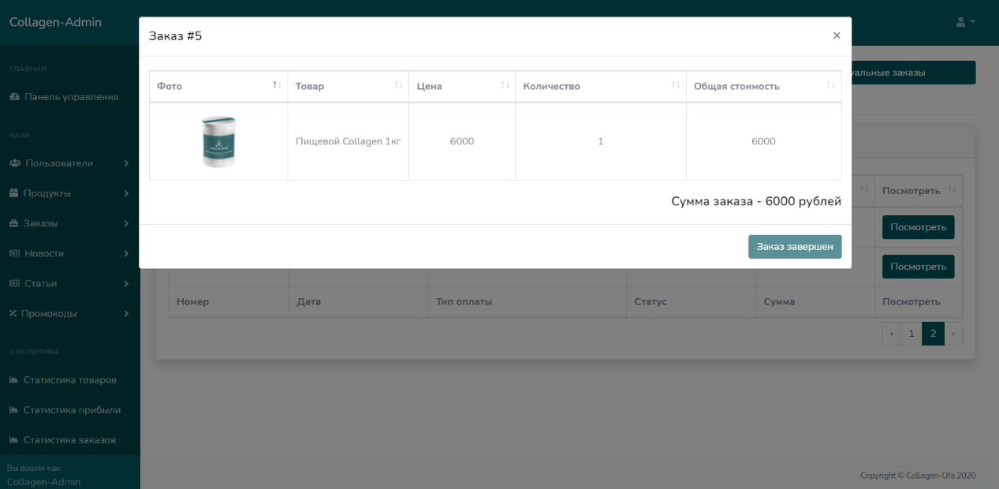 Collagen-Admin
Заказ #5
×
Фото Товар Цена Количество Общая стоимость
Пищевой Collagen 1кг 6000 1 6000
Сумма заказа - 6000 рублей
Заказ завершен
ГЛАВНАЯ
Панель управления
БАЗА
Пользователи
Продукты
Заказы
Новости
Статьи
Промокоды
АНАЛИТИКА
Статистика товаров
Статистика прибыли
Статистика заказов
Вы вошли как:
Collagen-Admin
заказы
Посмотреть
Посмотреть
Посмотреть
Номер Дата Тип оплаты Статус Сумма Посмотреть
‹ 1 2 ›
Copyright © Collagen-Ufa 2020